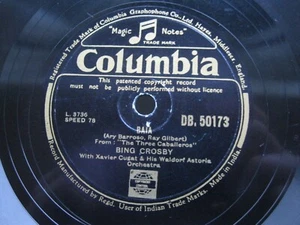 Registered Trade Mark of Columbia Graphophone Co., Ltd., Hayes, Middlesex, England.
Magic Notes
TRADE MARK
Columbia
This patented copyright record
must not be publicly performed without licence.
L. 3736
SPEED 78
DB. 50173
BAÍA
(Ary Barroso, Ray Gilbert)
From: "The Three Caballeros"
BING CROSBY
With Xavier Cugat & His Waldorf Astoria
Orchestra
Record Manufactured by Regd. User of Indian Trade Marks. Made in India.